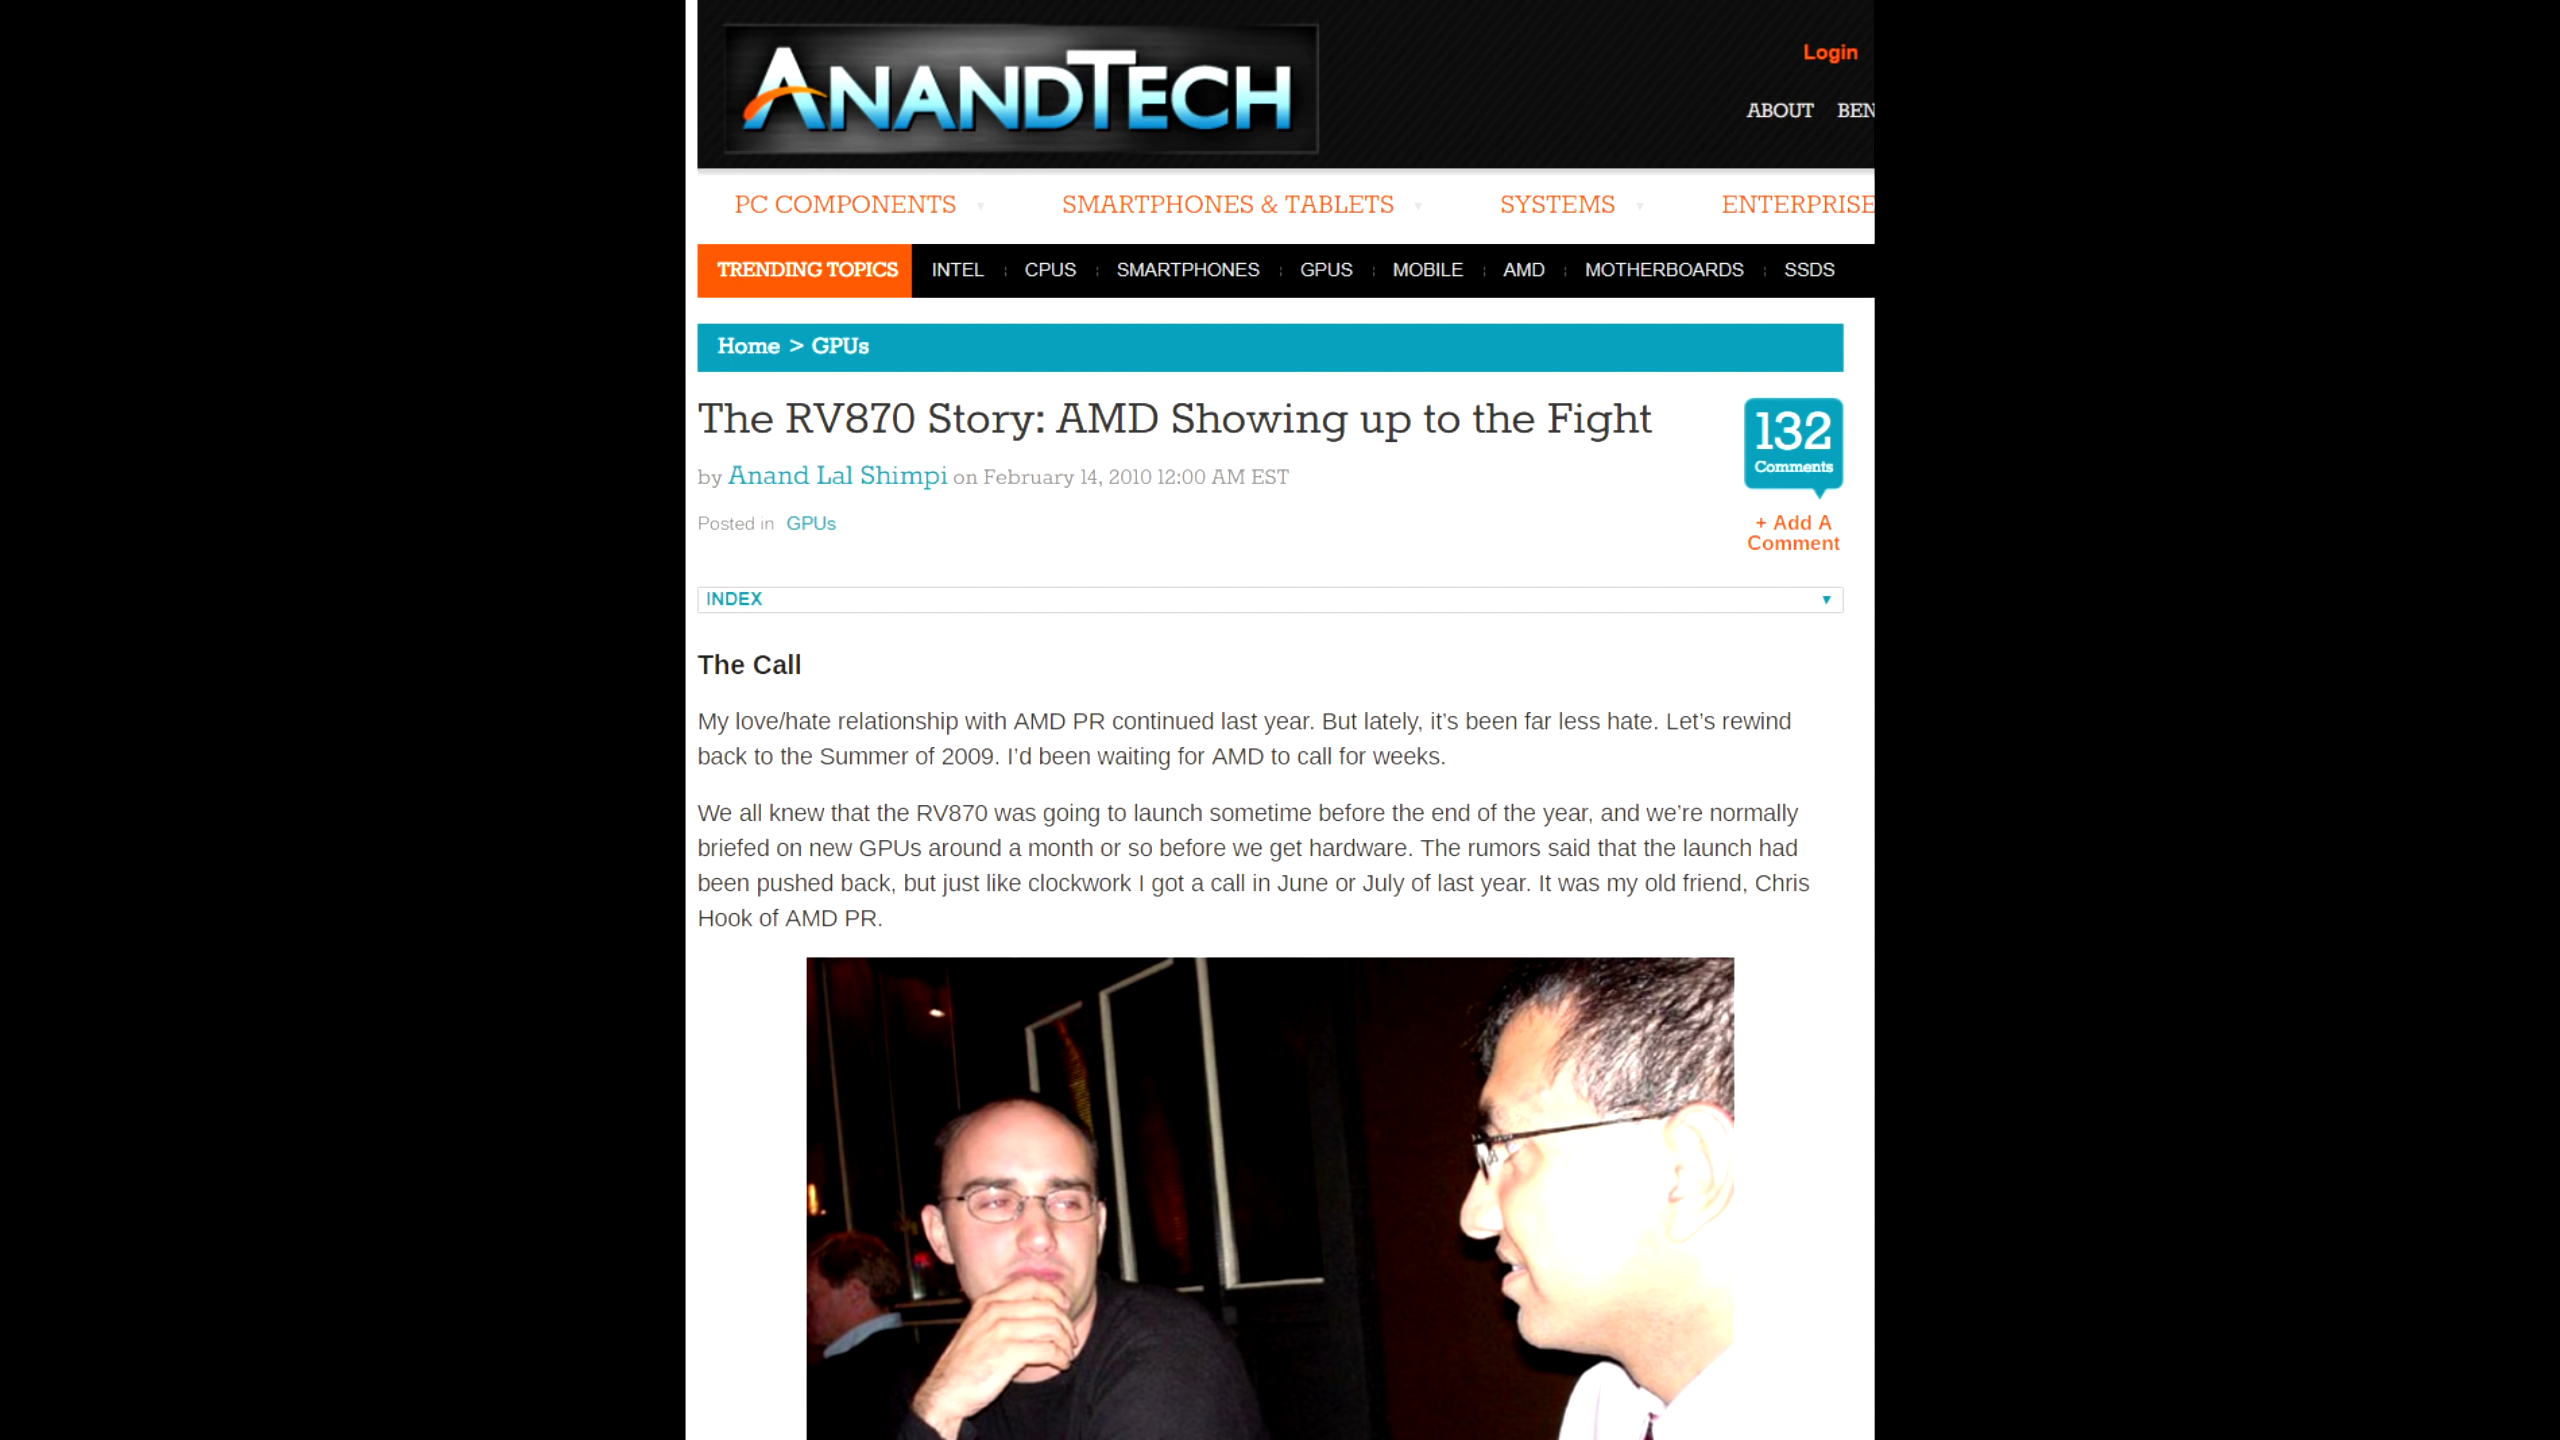 ANANDTECH
Login
ABOUT BEN
PC COMPONENTS SMARTPHONES & TABLETS SYSTEMS ENTERPRISE
TRENDING TOPICS INTEL CPUS SMARTPHONES GPUS MOBILE AMD MOTHERBOARDS SSDS
Home > GPUs
The RV870 Story: AMD Showing up to the Fight
132
Comments
by Anand Lal Shimpi on February 14, 2010 12:00 AM EST
Posted in GPUs
+ Add A
Comment
INDEX
The Call
My love/hate relationship with AMD PR continued last year. But lately, it’s been far less hate. Let’s rewind
back to the Summer of 2009. I’d been waiting for AMD to call for weeks.
We all knew that the RV870 was going to launch sometime before the end of the year, and we’re normally
briefed on new GPUs around a month or so before we get hardware. The rumors said that the launch had
been pushed back, but just like clockwork I got a call in June or July of last year. It was my old friend, Chris
Hook of AMD PR.